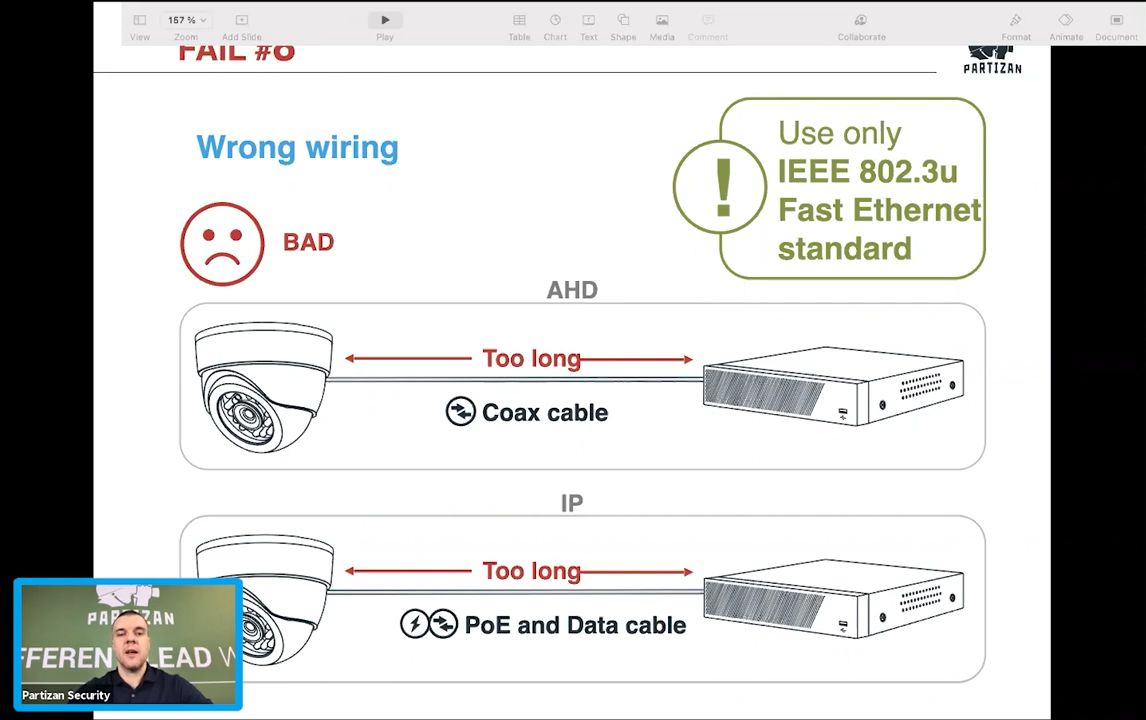 157 %
View
Zoom
Add Slide
Play
Table
Chart
Text
Shape
Media
Comment
Collaborate
Format
Animate
Document
FAIL #6
PARTIZAN
Wrong wiring
Use only
IEEE 802.3u
Fast Ethernet
standard
!
BAD
AHD
Too long
Coax cable
IP
Too long
PoE and Data cable
PARTIZAN
FFEREN
LEAD W
Partizan Security